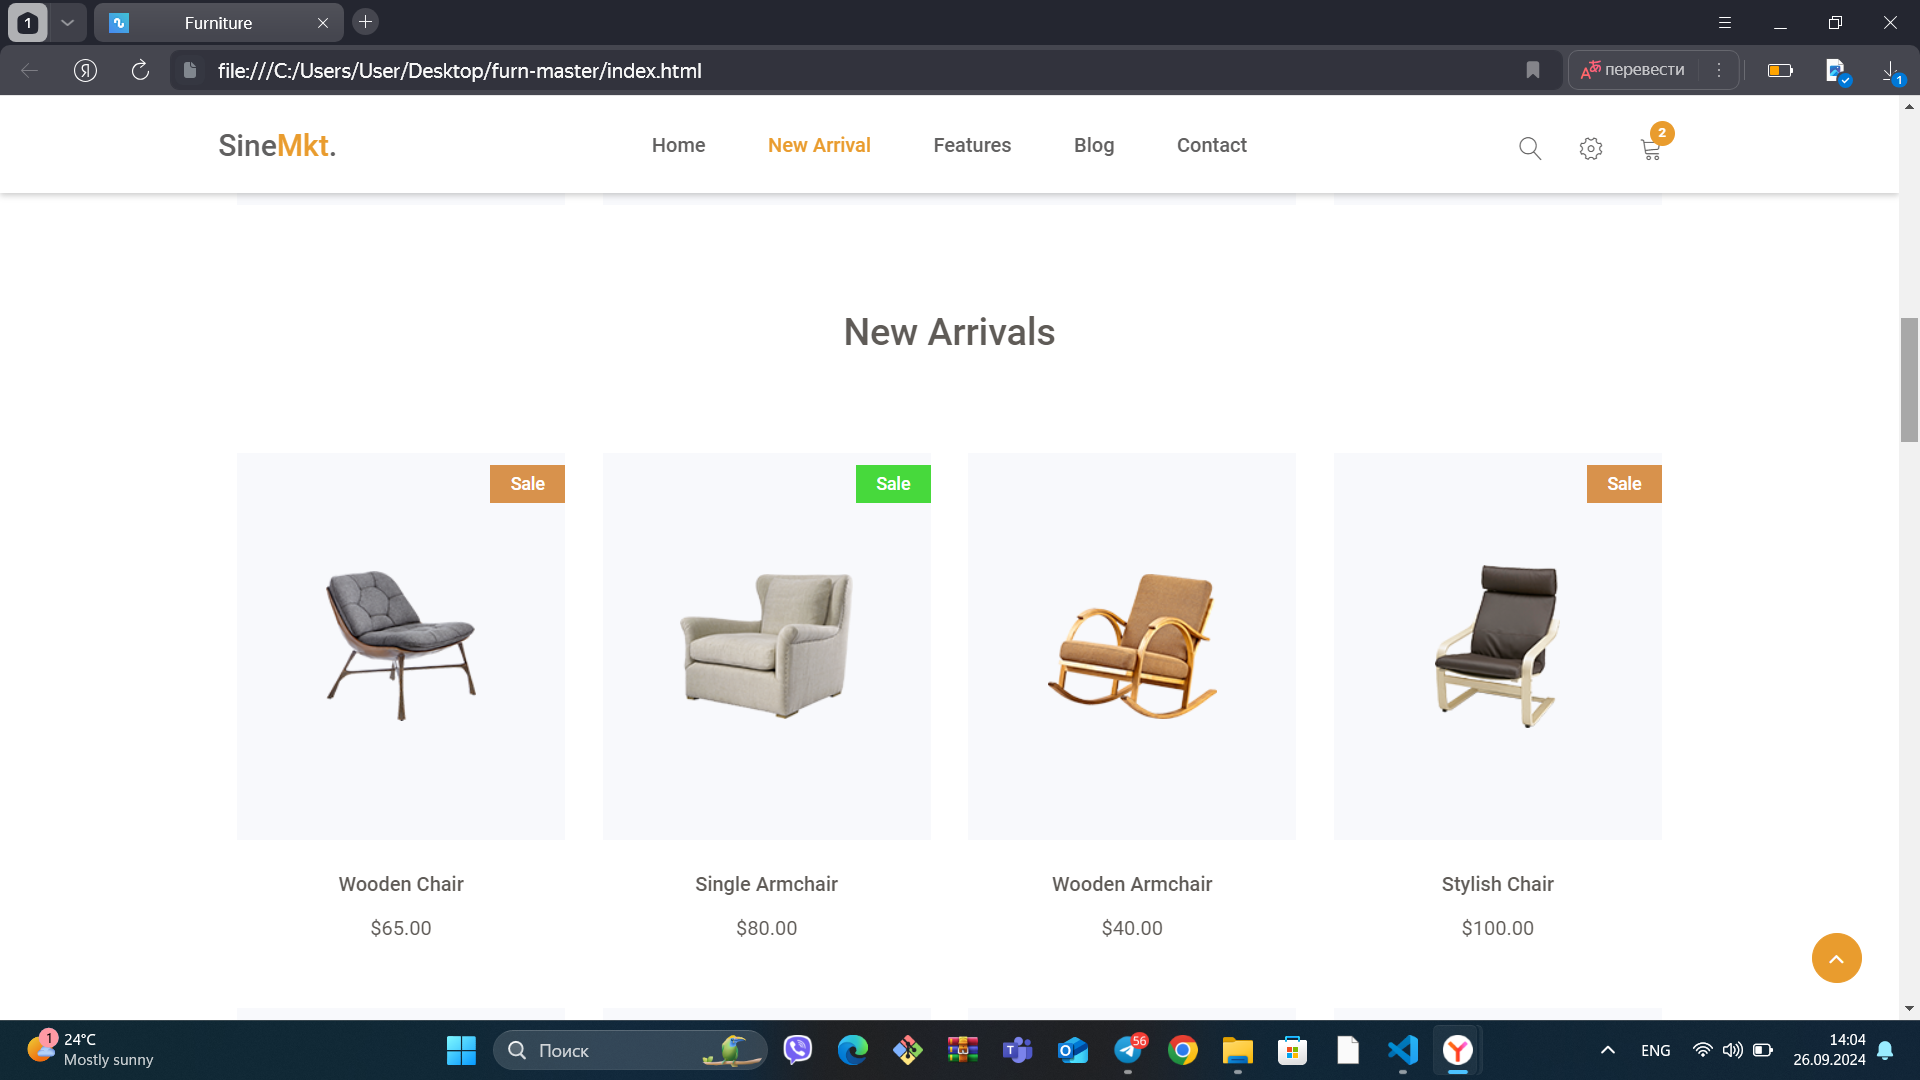 1
Furniture
Я
file:///C:/Users/User/Desktop/furn-master/index.html
перевести
1
SineMkt.
Home
New Arrival
Features
Blog
Contact
2
New Arrivals
Sale
Sale
Sale
Wooden Chair
Single Armchair
Wooden Armchair
Stylish Chair
$65.00
$80.00
$40.00
$100.00
1
24°C
Mostly sunny
Поиск
56
ENG
14:04
26.09.2024